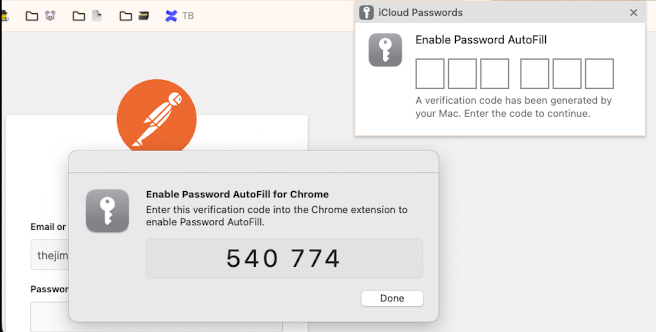 TB
iCloud Passwords
Enable Password AutoFill
A verification code has been generated by
your Mac. Enter the code to continue.
Enable Password AutoFill for Chrome
Enter this verification code into the Chrome extension to
enable Password AutoFill.
540 774
Done
Email or
thejim
Passwor